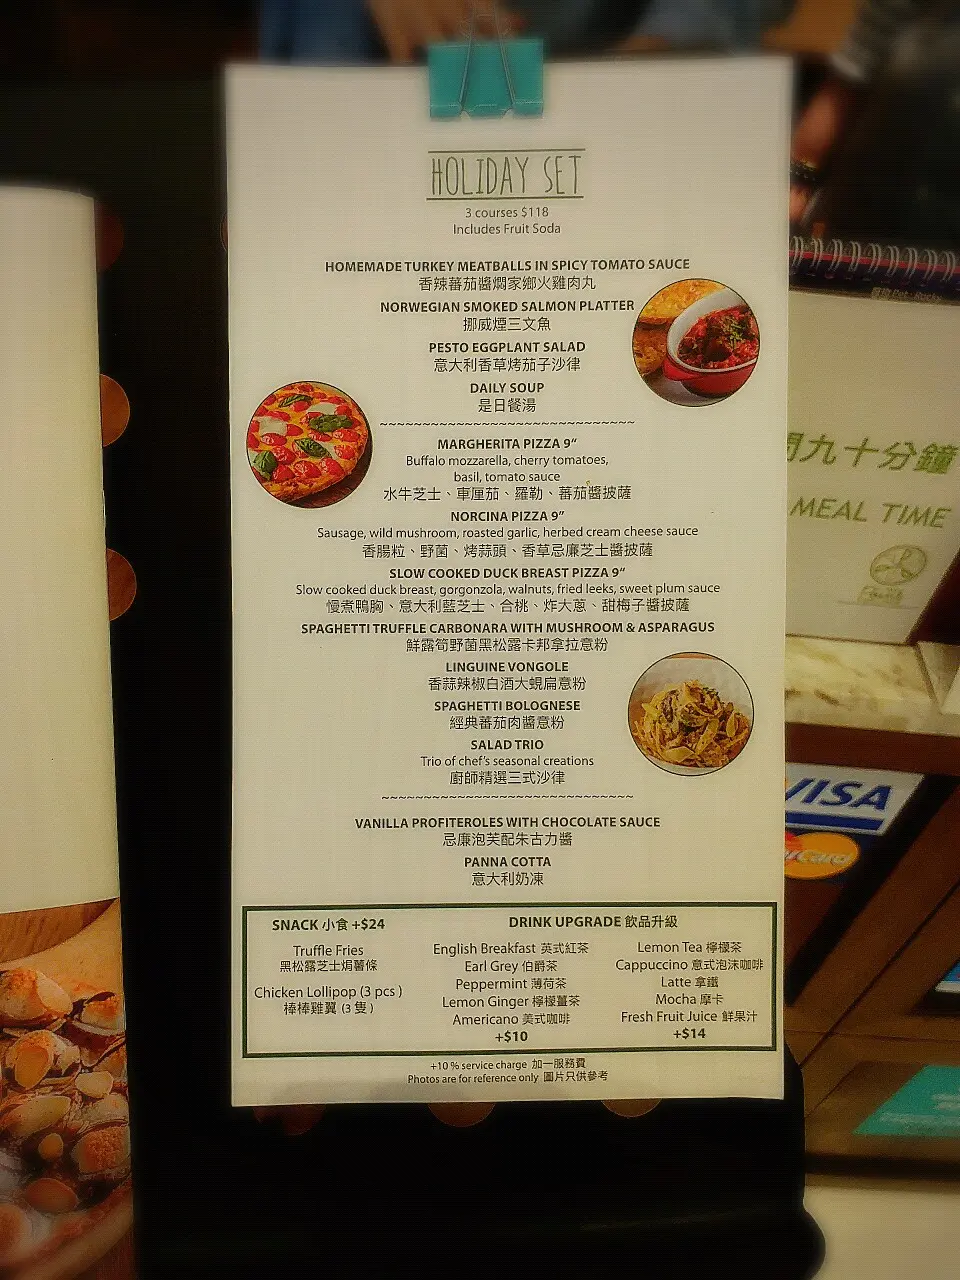 HOLIDAY SET
3 courses $118
Includes Fruit Soda
HOMEMADE TURKEY MEATBALLS IN SPICY TOMATO SAUCE
香辣蕃茄醬燜家鄉火雞肉丸
NORWEGIAN SMOKED SALMON PLATTER
挪威煙三文魚
PESTO EGGPLANT SALAD
意大利香草烤茄子沙律
DAILY SOUP
是日餐湯
~~~~~~~~~~~~~~~~~~~~~~~~~~~~~~
MARGHERITA PIZZA 9"
Buffalo mozzarella, cherry tomatoes,
basil, tomato sauce
水牛芝士、車厘茄、羅勒、蕃茄醬披薩
NORCINA PIZZA 9"
Sausage, wild mushroom, roasted garlic, herbed cream cheese sauce
香腸粒、野菌、烤蒜頭、香草忌廉芝士醬披薩
SLOW COOKED DUCK BREAST PIZZA 9"
Slow cooked duck breast, gorgonzola, walnuts, fried leeks, sweet plum sauce
慢煮鴨胸、意大利藍芝士、合桃、炸大蔥、甜梅子醬披薩
SPAGHETTI TRUFFLE CARBONARA WITH MUSHROOM & ASPARAGUS
鮮露筍野菌黑松露卡邦拿拉意粉
LINGUINE VONGOLE
香蒜辣椒白酒大蜆扁意粉
SPAGHETTI BOLOGNESE
經典蕃茄肉醬意粉
SALAD TRIO
Trio of chef's seasonal creations
廚師精選三式沙律
~~~~~~~~~~~~~~~~~~~~~~~~~~~~~~
VANILLA PROFITEROLES WITH CHOCOLATE SAUCE
忌廉泡芙配朱古力醬
PANNA COTTA
意大利奶凍
SNACK 小食 +$24
Truffle Fries
黑松露芝士焗薯條
Chicken Lollipop (3 pcs )
棒棒雞翼 (3 隻 )
DRINK UPGRADE 飲品升級
English Breakfast 英式紅茶
Earl Grey 伯爵茶
Peppermint 薄荷茶
Lemon Ginger 檸檬薑茶
Americano 美式咖啡
+$10
Lemon Tea 檸檬茶
Cappuccino 意式泡沫咖啡
Latte 拿鐵
Mocha 摩卡
Fresh Fruit Juice 鮮果汁
+$14
+10 % service charge 加一服務費
Photos are for reference only 圖片只供參考
九十分鐘
MEAL TIME
VISA